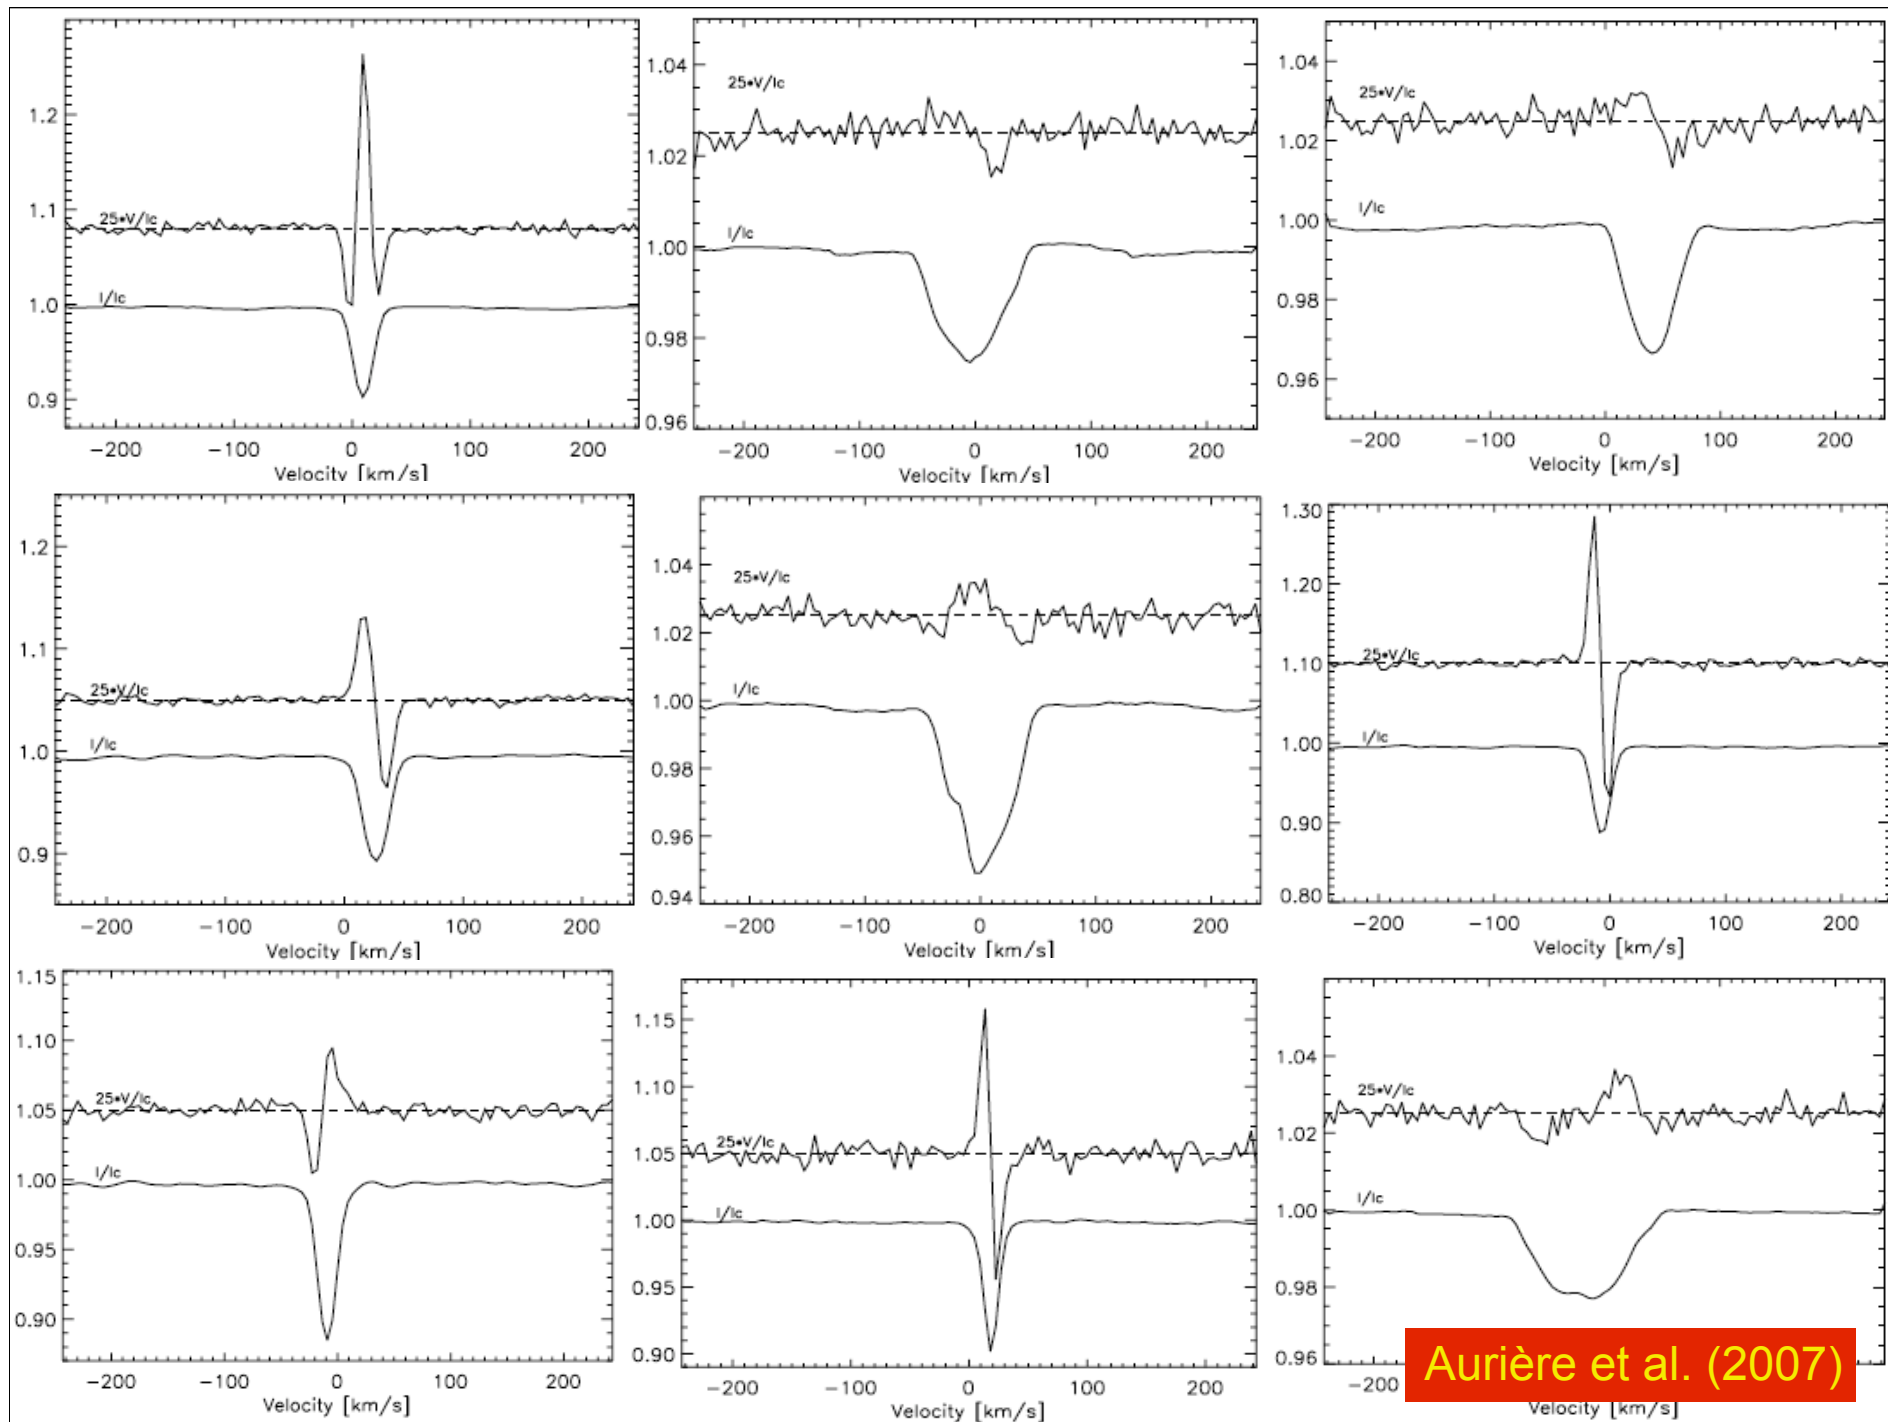 25•V/Ic
I/Ic
1.2
1.1
1.0
0.9
-200 -100 0 100 200
Velocity [km/s]
25•V/Ic
I/Ic
1.04
1.02
1.00
0.98
0.96
-200 -100 0 100 200
Velocity [km/s]
25•V/Ic
I/Ic
1.04
1.02
1.00
0.98
0.96
-200 -100 0 100 200
Velocity [km/s]
25•V/Ic
I/Ic
1.2
1.1
1.0
0.9
-200 -100 0 100 200
Velocity [km/s]
25•V/Ic
I/Ic
1.04
1.02
1.00
0.98
0.96
0.94
-200 -100 0 100 200
Velocity [km/s]
25•V/Ic
I/Ic
1.30
1.20
1.10
1.00
0.90
0.80
-200 -100 0 100 200
Velocity [km/s]
25•V/Ic
I/Ic
1.15
1.10
1.05
1.00
0.95
0.90
-200 -100 0 100 200
Velocity [km/s]
25•V/Ic
I/Ic
1.15
1.10
1.05
1.00
0.95
0.90
-200 -100 0 100 200
Velocity [km/s]
25•V/Ic
I/Ic
1.04
1.02
1.00
0.98
0.96
-200
Velocity [km/s]
Aurière et al. (2007)